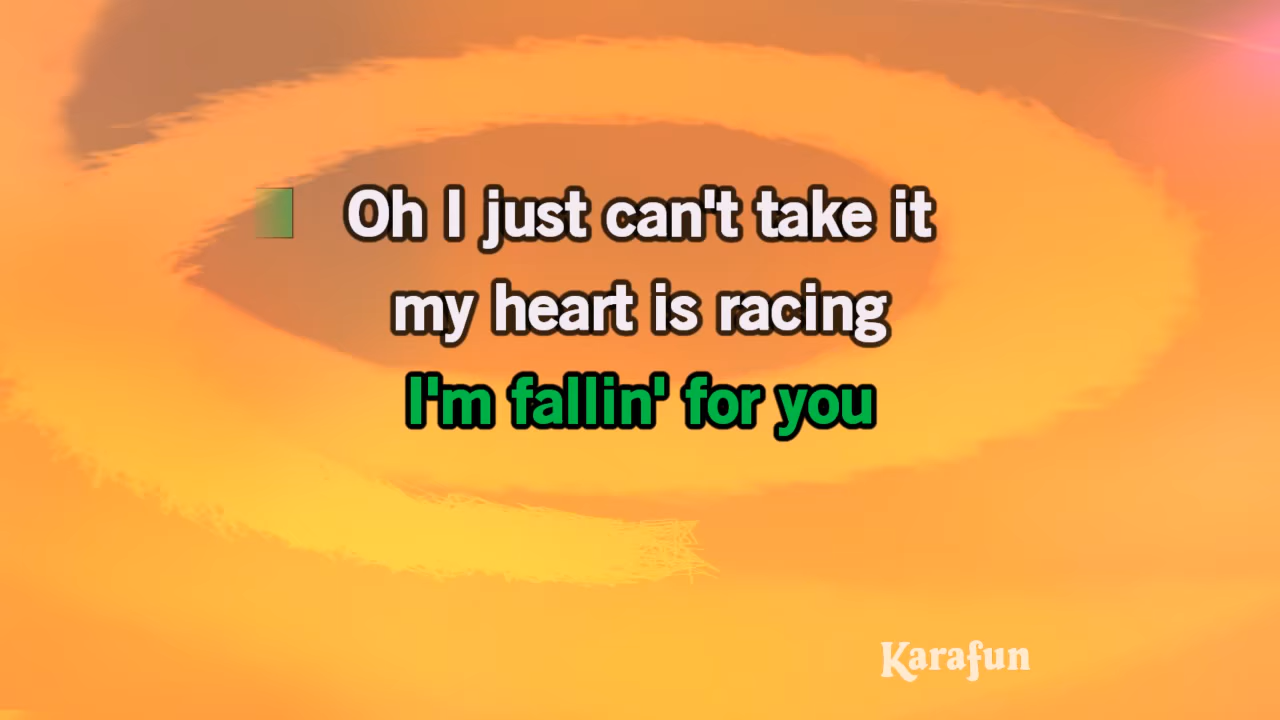 Oh I just can't take it
my heart is racing
I'm fallin' for you
Karafun